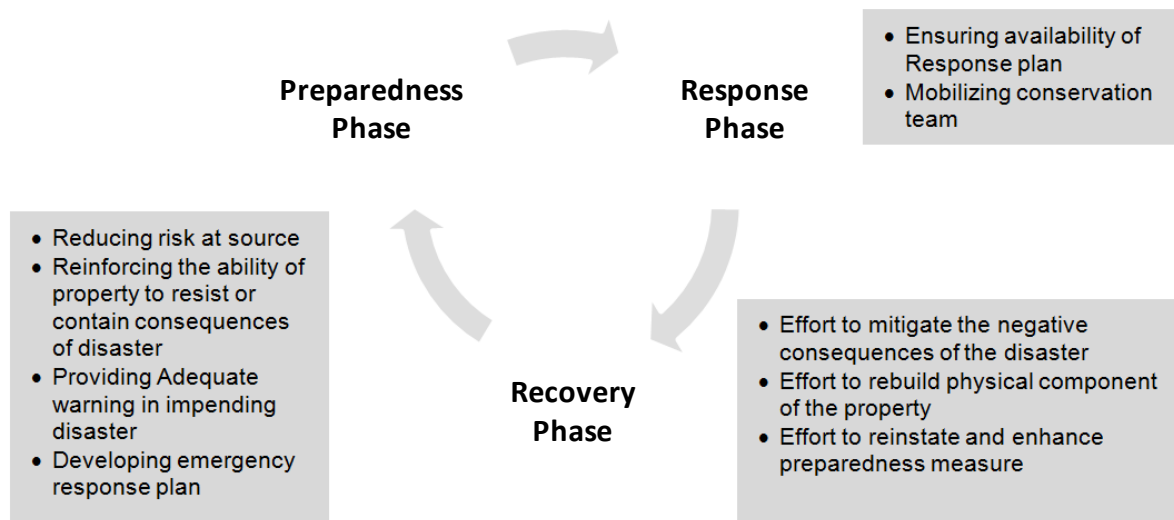 Preparedness
Phase
Response
Phase
• Ensuring availability of
Response plan
• Mobilizing conservation
team
• Reducing risk at source
• Reinforcing the ability of
property to resist or
contain consequences
of disaster
• Providing Adequate
warning in impending
disaster
• Developing emergency
response plan
Recovery
Phase
• Effort to mitigate the negative
consequences of the disaster
• Effort to rebuild physical component
of the property
• Effort to reinstate and enhance
preparedness measure